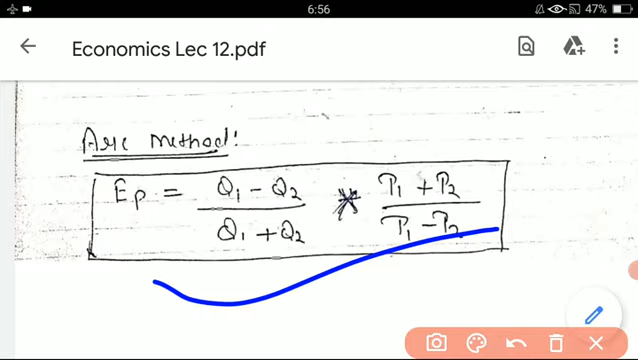 6:56
47%
Economics Lec 12.pdf
Arc method:
Ep = Q1 - Q2 / Q1 + Q2 * P1 + P2 / P1 - P2